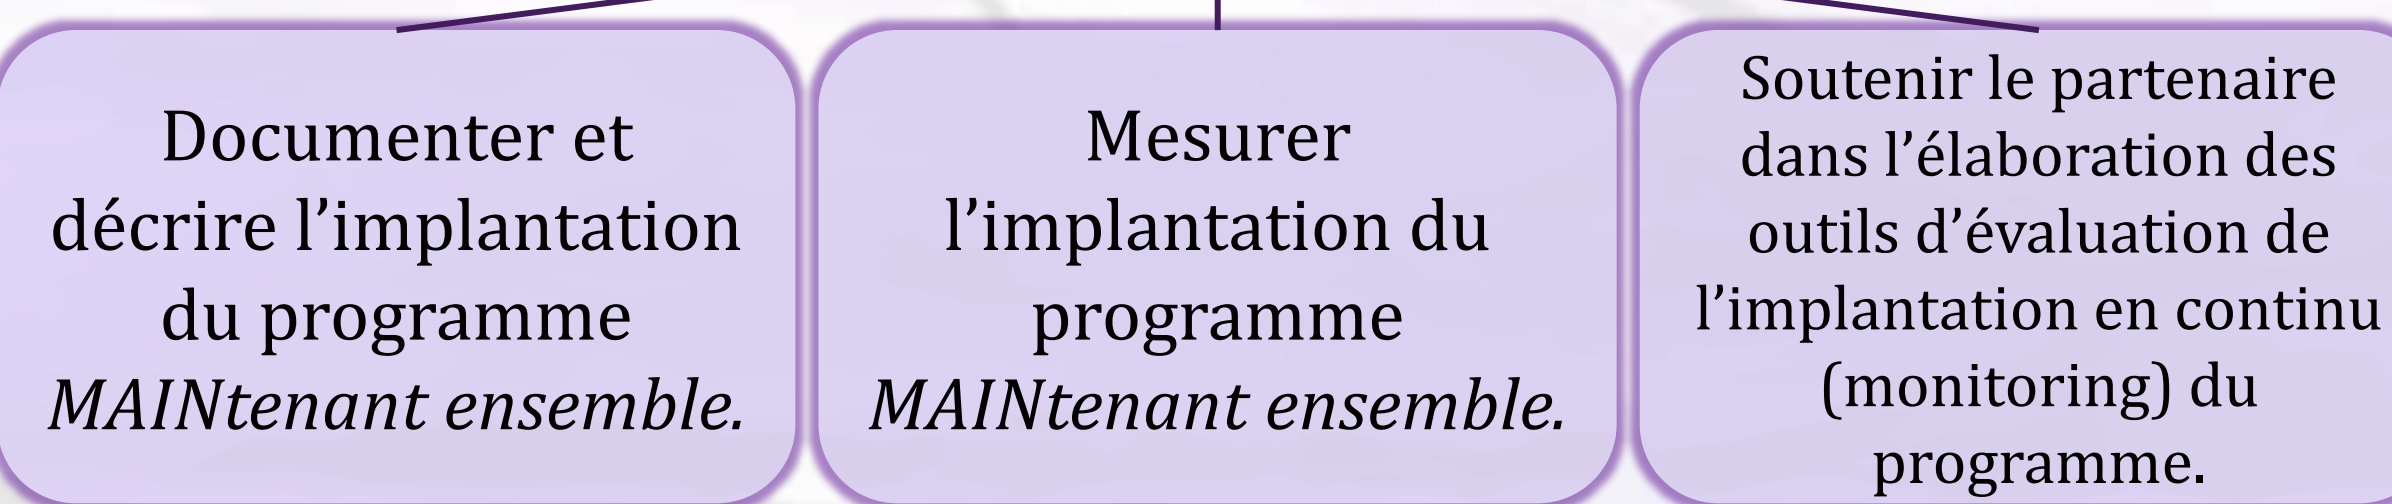 Documenter et
décrire l’implantation
du programme
MAINtenant ensemble.
Mesurer
l’implantation du
programme
MAINtenant ensemble.
Soutenir le partenaire
dans l’élaboration des
outils d’évaluation de
l’implantation en continu
(monitoring) du
programme.